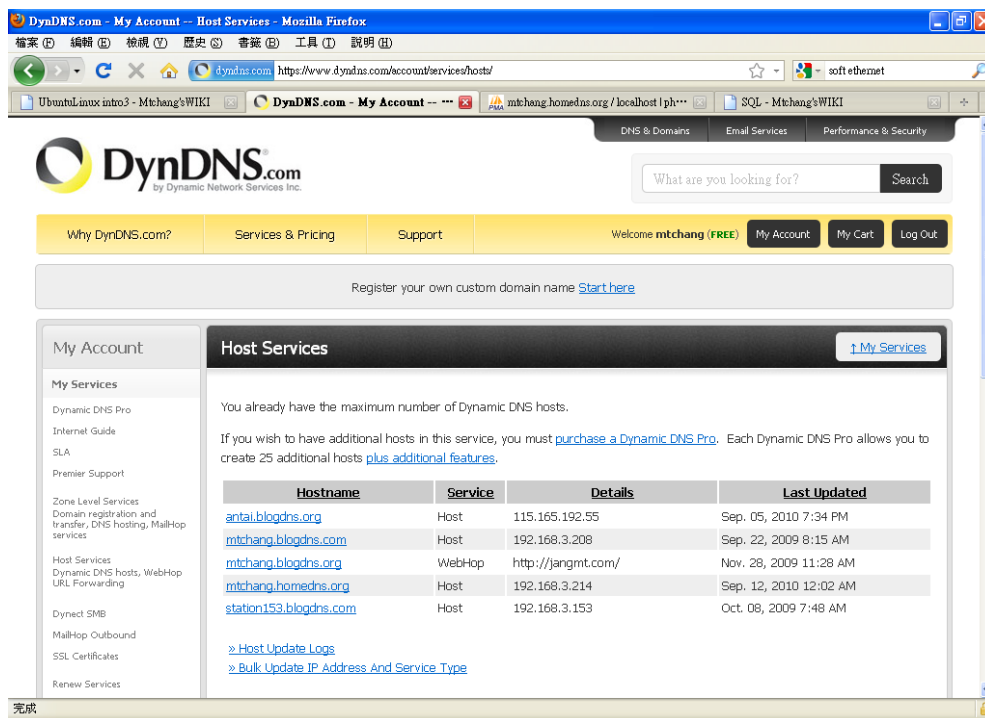 DynDNS.com - My Account -- Host Services - Mozilla Firefox
檔案(F) 編輯(E) 檢視(V) 歷史(S) 書籤(B) 工具(T) 說明(H)
dyndns.com https://www.dyndns.com/account/services/hosts/ soft ethernet
UbuntuLinux intro3 - Mtchang'sWIKI DynDNS.com - My Account -- ··· mtchang.homedns.org / localhost | ph··· SQL - Mtchang'sWIKI
DNS & Domains Email Services Performance & Security
DynDNS.com
by Dynamic Network Services Inc.
What are you looking for? Search
Why DynDNS.com? Services & Pricing Support Welcome mtchang (FREE) My Account My Cart Log Out
Register your own custom domain name Start here
My Account
Host Services ↑ My Services
My Services
Dynamic DNS Pro
Internet Guide
SLA
Premier Support
Zone Level Services
Domain registration and
transfer, DNS hosting, MailHop
services
Host Services
Dynamic DNS hosts, WebHop
URL Forwarding
Dynect SMB
MailHop Outbound
SSL Certificates
Renew Services
You already have the maximum number of Dynamic DNS hosts.
If you wish to have additional hosts in this service, you must purchase a Dynamic DNS Pro. Each Dynamic DNS Pro allows you to
create 25 additional hosts plus additional features.
Hostname Service Details Last Updated
antai.blogdns.org Host 115.165.192.55 Sep. 05, 2010 7:34 PM
mtchang.blogdns.com Host 192.168.3.208 Sep. 22, 2009 8:15 AM
mtchang.blogdns.org WebHop http://jangmt.com/ Nov. 28, 2009 11:28 AM
mtchang.homedns.org Host 192.168.3.214 Sep. 12, 2010 12:02 AM
station153.blogdns.com Host 192.168.3.153 Oct. 08, 2009 7:48 AM
» Host Update Logs
» Bulk Update IP Address And Service Type
完成